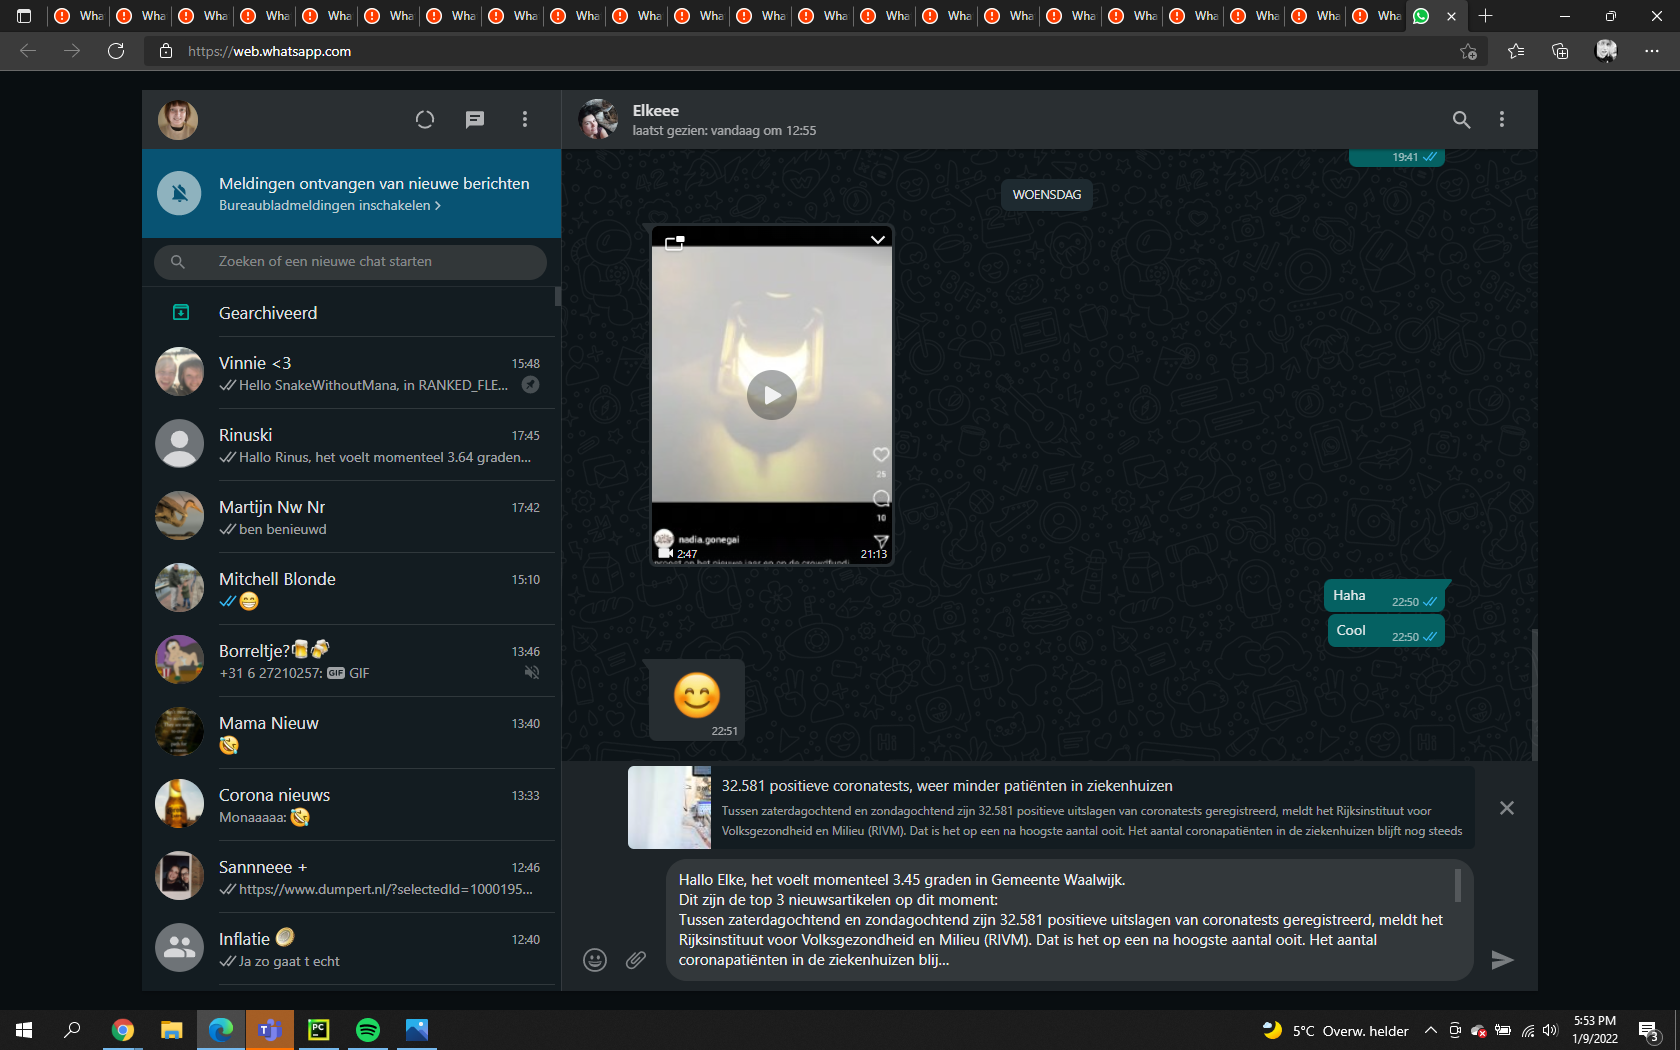 Wha Wha Wha Wha Wha Wha Wha Wha Wha Wha Wha Wha Wha Wha Wha Wha Wha Wha Wha Wha Wha Wha
https://web.whatsapp.com
Meldingen ontvangen van nieuwe berichten
Bureaubladmeldingen inschakelen >
Zoeken of een nieuwe chat starten
Gearchiveerd
Vinnie <3 15:48
Hello SnakeWithoutMana, in RANKED_FLE...
Rinuski 17:45
Hallo Rinus, het voelt momenteel 3.64 graden...
Martijn Nw Nr 17:42
ben benieuwd
Mitchell Blonde 15:10
😁
Borreltje?🍺🍻 13:46
+31 6 27210257: GIF GIF
Mama Nieuw 13:40
🤣
Corona nieuws 13:33
Monaaaaa: 🤣
Sannneee + 12:46
https://www.dumpert.nl/?selectedId=1000195...
Inflatie 🪙 12:40
Ja zo gaat t echt
Elkeee
laatst gezien: vandaag om 12:55
19:41
WOENSDAG
26
10
nadia.gonegai
2:47 21:13
Haha 22:50
Cool 22:50
😊
22:51
32.581 positieve coronatests, weer minder patiënten in ziekenhuizen
Tussen zaterdagochtend en zondagochtend zijn 32.581 positieve uitslagen van coronatests geregistreerd, meldt het Rijksinstituut voor
Volksgezondheid en Milieu (RIVM). Dat is het op een na hoogste aantal ooit. Het aantal coronapatiënten in de ziekenhuizen blijft nog steeds
Hallo Elke, het voelt momenteel 3.45 graden in Gemeente Waalwijk.
Dit zijn de top 3 nieuwsartikelen op dit moment:
Tussen zaterdagochtend en zondagochtend zijn 32.581 positieve uitslagen van coronatests geregistreerd, meldt het
Rijksinstituut voor Volksgezondheid en Milieu (RIVM). Dat is het op een na hoogste aantal ooit. Het aantal
coronapatiënten in de ziekenhuizen blij...
PC
5°C Overw. helder
5:53 PM
1/9/2022
3